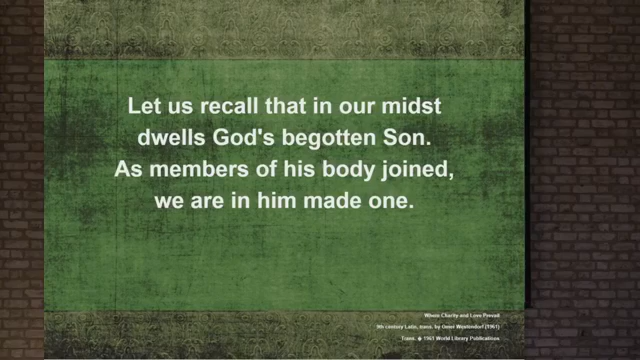 Let us recall that in our midst
dwells God's begotten Son.
As members of his body joined,
we are in him made one.
Where Charity and Love Prevail
9th century Latin, trans. by Omer Westendorf (1961)
Trans. � 1961 World Library Publications